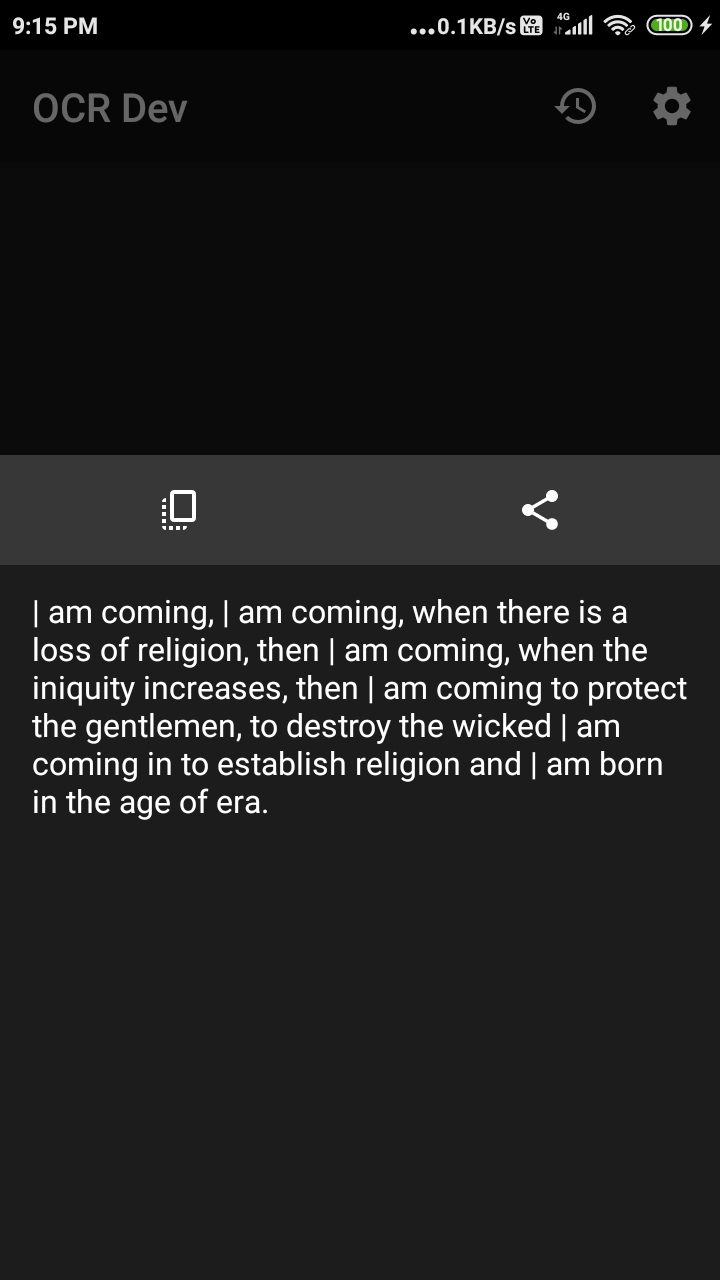 9:15 PM ...0.1KB/s Vo LTE 4G 100
OCR Dev
| am coming, | am coming, when there is a
loss of religion, then | am coming, when the
iniquity increases, then | am coming to protect
the gentlemen, to destroy the wicked | am
coming in to establish religion and | am born
in the age of era.